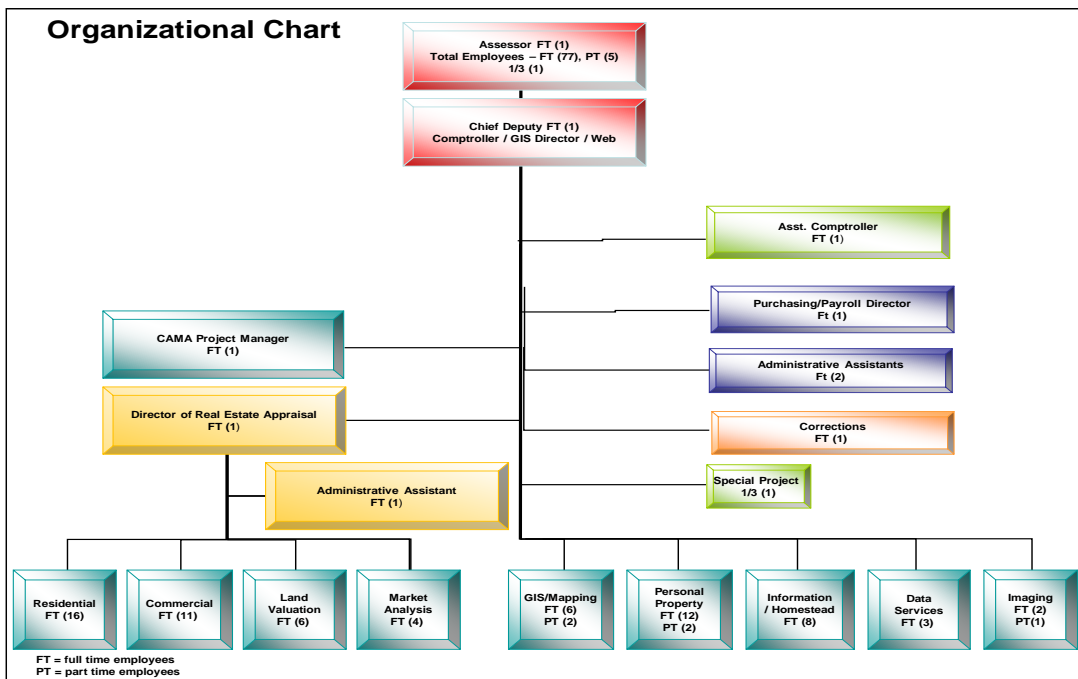 Organizational Chart
Assessor FT (1)
Total Employees – FT (77), PT (5)
1/3 (1)
Chief Deputy FT (1)
Comptroller / GIS Director / Web
Asst. Comptroller
FT (1)
Purchasing/Payroll Director
Ft (1)
CAMA Project Manager
FT (1)
Administrative Assistants
Ft (2)
Director of Real Estate Appraisal
FT (1)
Corrections
FT (1)
Administrative Assistant
FT (1)
Special Project
1/3 (1)
Residential
FT (16)
Commercial
FT (11)
Land
Valuation
FT (6)
Market
Analysis
FT (4)
GIS/Mapping
FT (6)
PT (2)
Personal
Property
FT (12)
PT (2)
Information
/ Homestead
FT (8)
Data
Services
FT (3)
Imaging
FT (2)
PT(1)
FT = full time employees
PT = part time employees